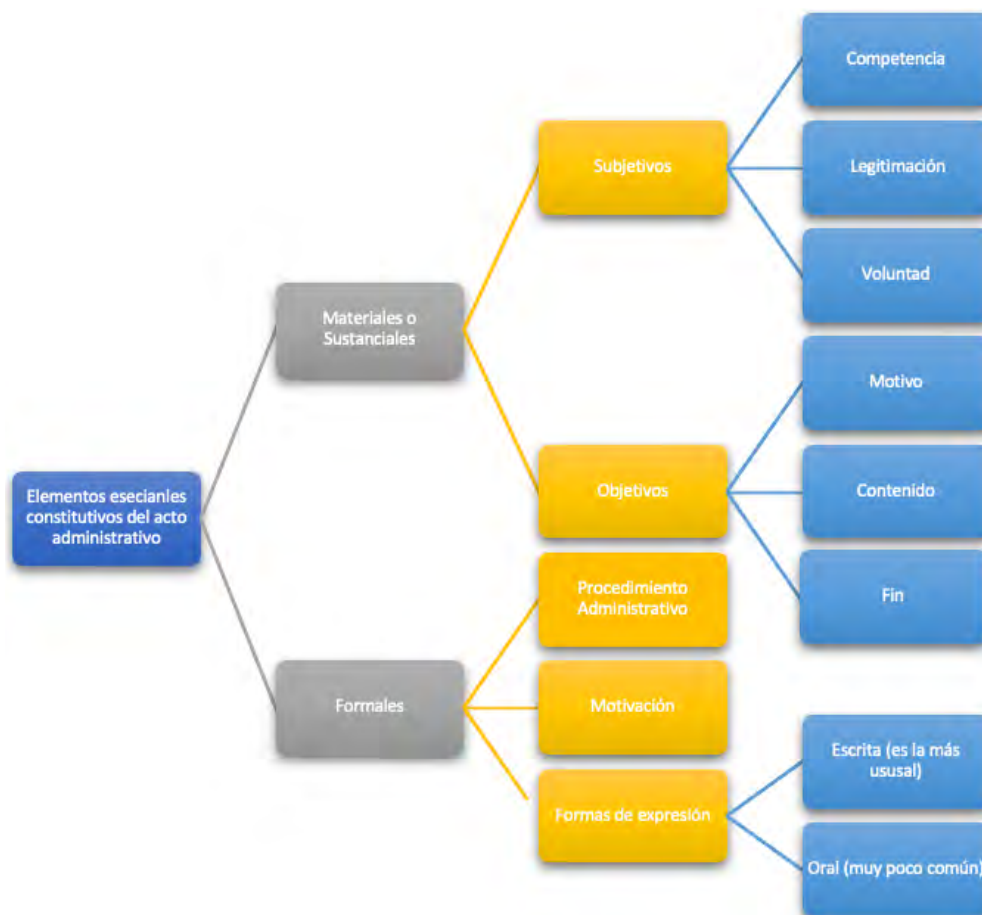 Elementos esecianles
constitutivos del acto
administrativo
Materiales o
Sustanciales
Formales
Subjetivos
Objetivos
Procedimiento
Administrativo
Motivación
Formas de expresión
Competencia
Legitimación
Voluntad
Motivo
Contenido
Fin
Escrita (es la más
ususal)
Oral (muy poco común)